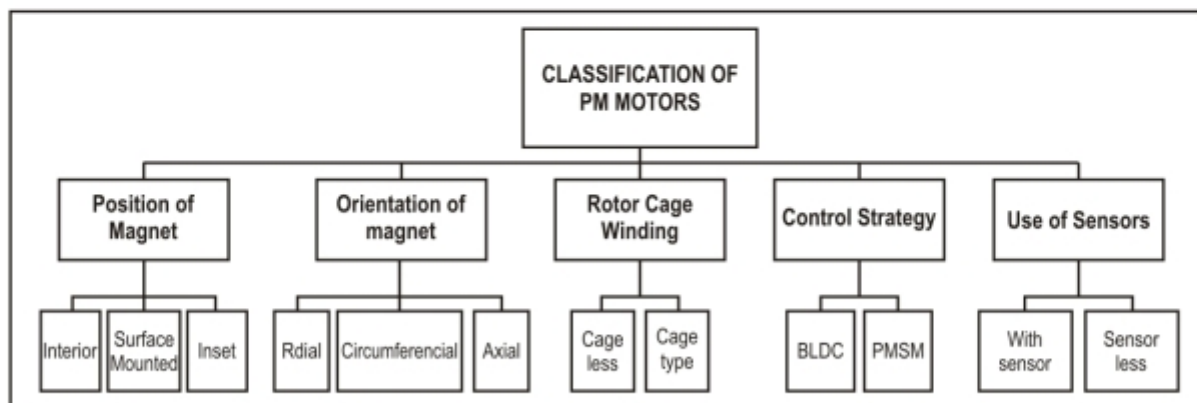 CLASSIFICATION OF
PM MOTORS
Position of
Magnet
Orientation of
magnet
Rotor Cage
Winding
Control Strategy
Use of Sensors
Interior
Surface
Mounted
Inset
Rdial
Circumferencial
Axial
Cage
less
Cage
type
BLDC
PMSM
With
sensor
Sensor
less